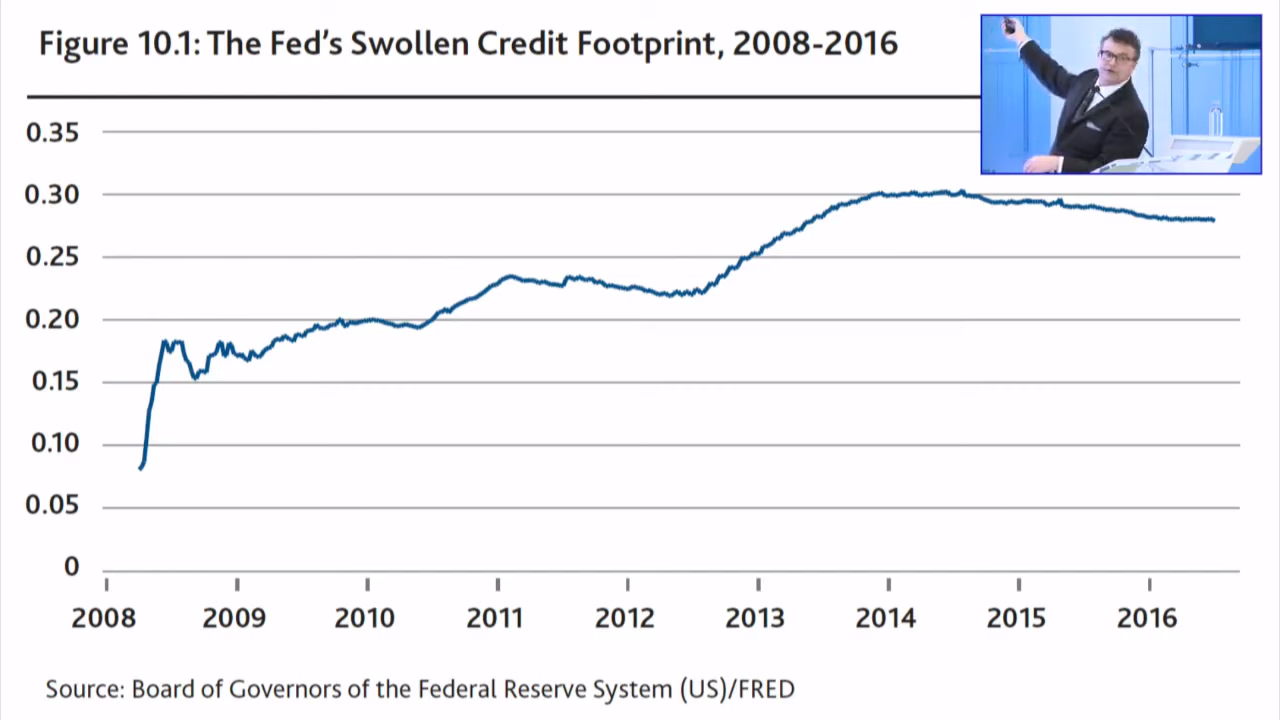 Figure 10.1: The Fed’s Swollen Credit Footprint, 2008-2016
0.35
0.30
0.25
0.20
0.15
0.10
0.05
0
2008 2009 2010 2011 2012 2013 2014 2015 2016
Source: Board of Governors of the Federal Reserve System (US)/FRED